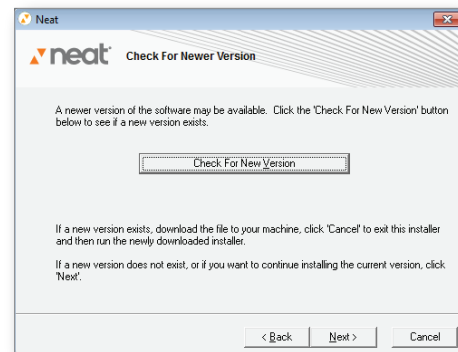 Neat
neat Check For Newer Version
A newer version of the software may be available. Click the 'Check For New Version' button
below to see if a new version exists.
Check For New Version
If a new version exists, download the file to your machine, click 'Cancel' to exit this installer
and then run the newly downloaded installer.
If a new version does not exist, or if you want to continue installing the current version, click
'Next'.
< Back Next > Cancel